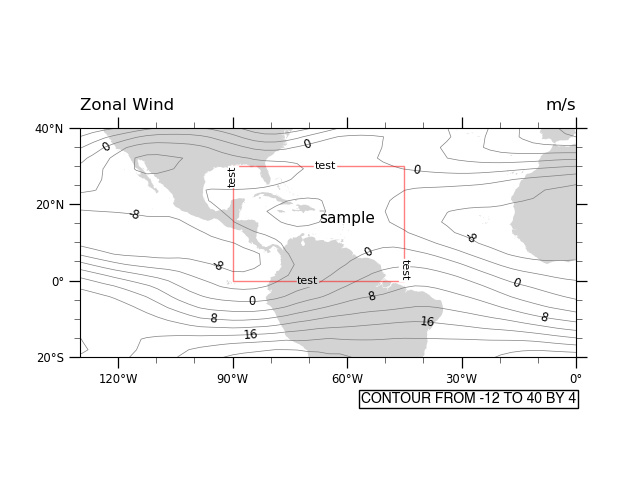 Zonal Wind m/s
40°N
0 0
test 0
test
20°N
-8 sample
-8
0
-8 test
0° test 0
0 8
8 16 8
16
20°S
120°W 90°W 60°W 30°W 0°
CONTOUR FROM -12 TO 40 BY 4